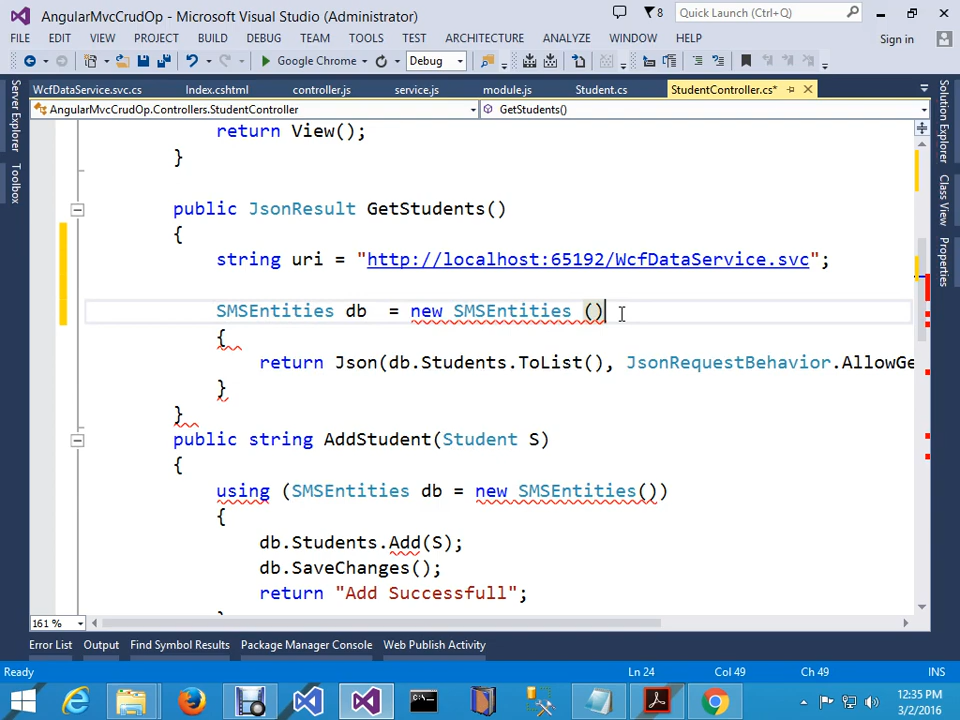 AngularMvcCrudOp - Microsoft Visual Studio (Administrator)
8
Quick Launch (Ctrl+Q)
FILE EDIT VIEW PROJECT BUILD DEBUG TEAM TOOLS TEST ARCHITECTURE ANALYZE WINDOW HELP
Sign in
Google Chrome
Debug
WcfDataService.svc.cs Index.cshtml controller.js service.js module.js Student.cs StudentController.cs*
AngularMvcCrudOp.Controllers.StudentController
GetStudents()
Server Explorer
Toolbox
Solution Explorer
Class View
Properties
return View();
}
public JsonResult GetStudents()
{
string uri = "http://localhost:65192/WcfDataService.svc";
SMSEntities db  = new SMSEntities ()
{
return Json(db.Students.ToList(), JsonRequestBehavior.AllowGe
}
}
public string AddStudent(Student S)
{
using (SMSEntities db = new SMSEntities())
{
db.Students.Add(S);
db.SaveChanges();
return "Add Successfull";
161 %
Error List Output Find Symbol Results Package Manager Console Web Publish Activity
Ready
Ln 24 Col 49 Ch 49 INS
12:35 PM
3/2/2016